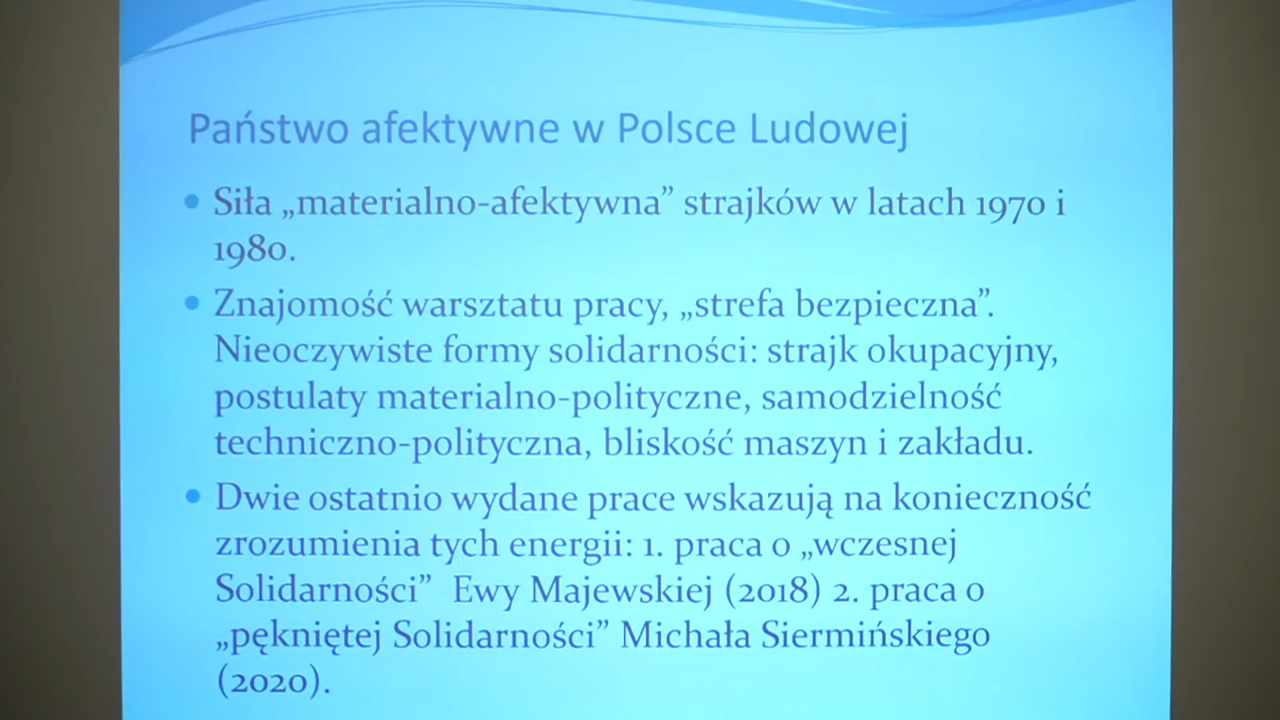 Państwo afektywne w Polsce Ludowej
• Siła „materialno-afektywna” strajków w latach 1970 i
1980.
• Znajomość warsztatu pracy, „strefa bezpieczna”.
Nieoczywiste formy solidarności: strajk okupacyjny,
postulaty materialno-polityczne, samodzielność
techniczno-polityczna, bliskość maszyn i zakładu.
• Dwie ostatnio wydane prace wskazują na konieczność
zrozumienia tych energii: 1. praca o „wczesnej
Solidarności” Ewy Majewskiej (2018) 2. praca o
„pękniętej Solidarności” Michała Siermińskiego
(2020).